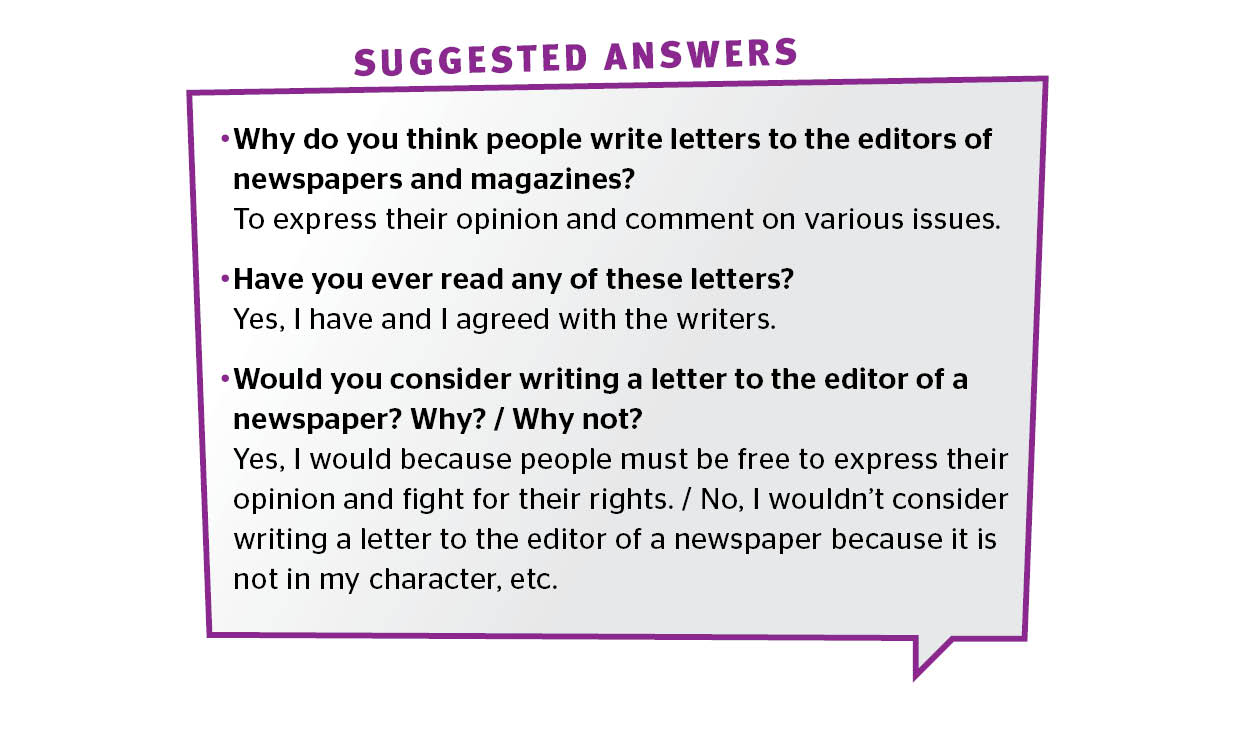 SUGGESTED ANSWERS
•Why do you think people write letters to the editors of
newspapers and magazines?
To express their opinion and comment on various issues.
•Have you ever read any of these letters?
Yes, I have and I agreed with the writers.
•Would you consider writing a letter to the editor of a
newspaper? Why? / Why not?
Yes, I would because people must be free to express their
opinion and fight for their rights. / No, I wouldn’t consider
writing a letter to the editor of a newspaper because it is
not in my character, etc.